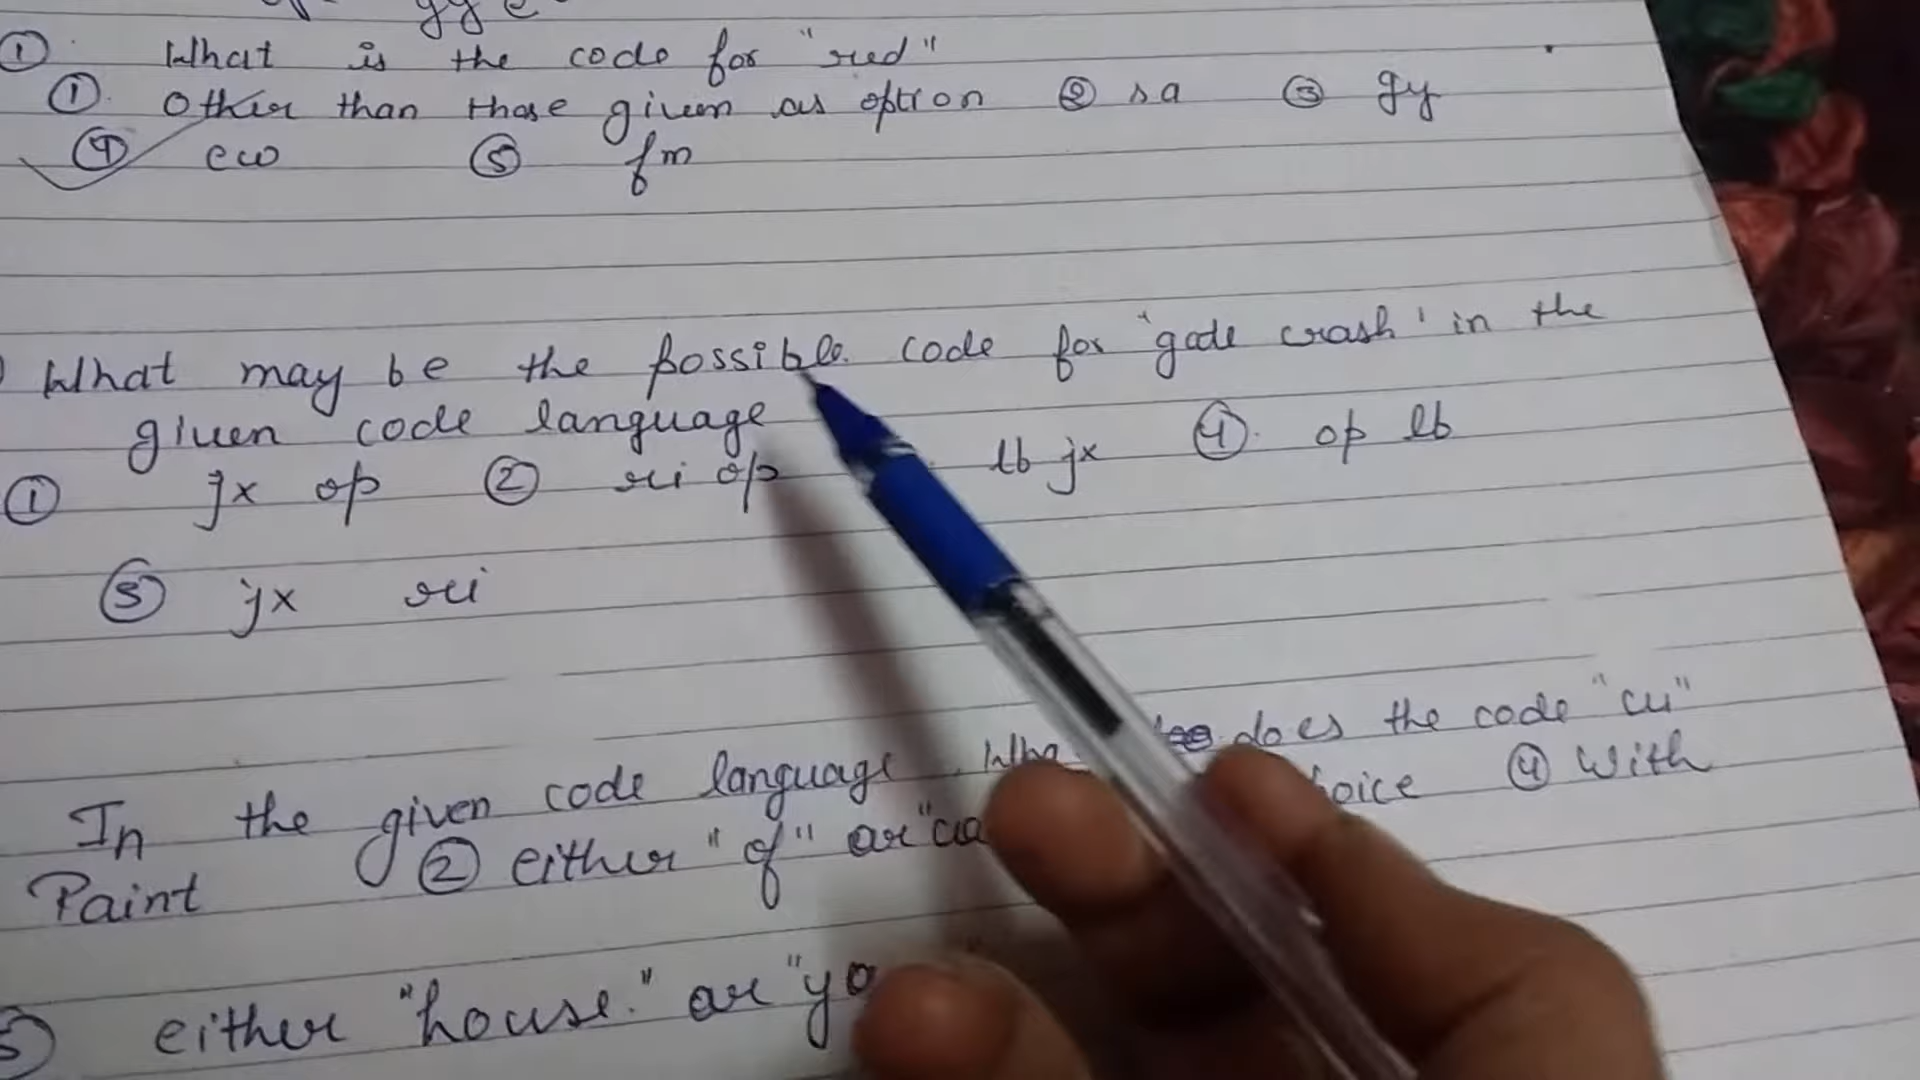 ① What is the code for "red"
① Other than those given as option ② sa ③ gy
④ ew ⑤ fm
What may be the possible code for "gate crash' in the
given code language
① jx op ② ri op lb jx ④ op lb
⑤ jx ri
In the given code language. does the code "cu"
Paint ② either "of" or choice ④ With
either "house." or